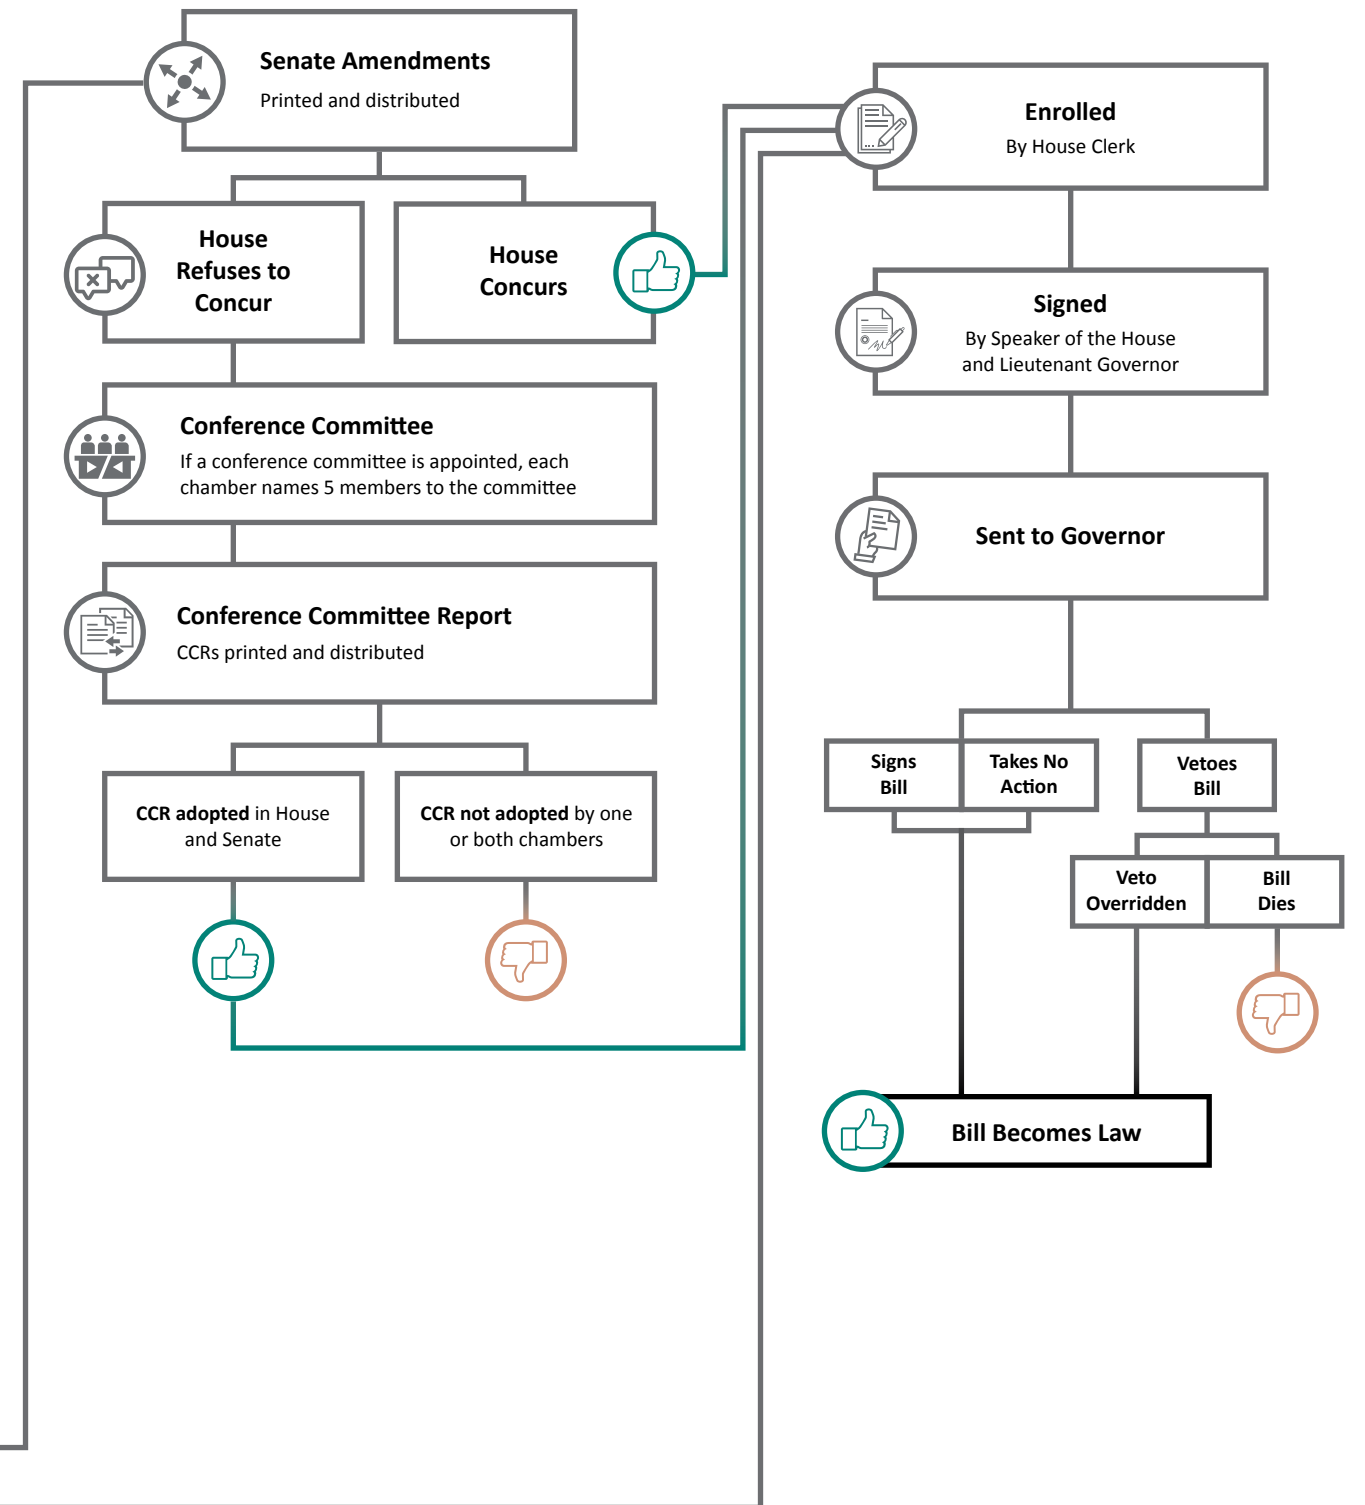 Senate Amendments
Printed and distributed
House
Refuses to
Concur
House
Concurs
Conference Committee
If a conference committee is appointed, each
chamber names 5 members to the committee
Conference Committee Report
CCRs printed and distributed
CCR adopted in House
and Senate
CCR not adopted by one
or both chambers
Enrolled
By House Clerk
Signed
By Speaker of the House
and Lieutenant Governor
Sent to Governor
Signs
Bill
Takes No
Action
Vetoes
Bill
Veto
Overridden
Bill
Dies
Bill Becomes Law